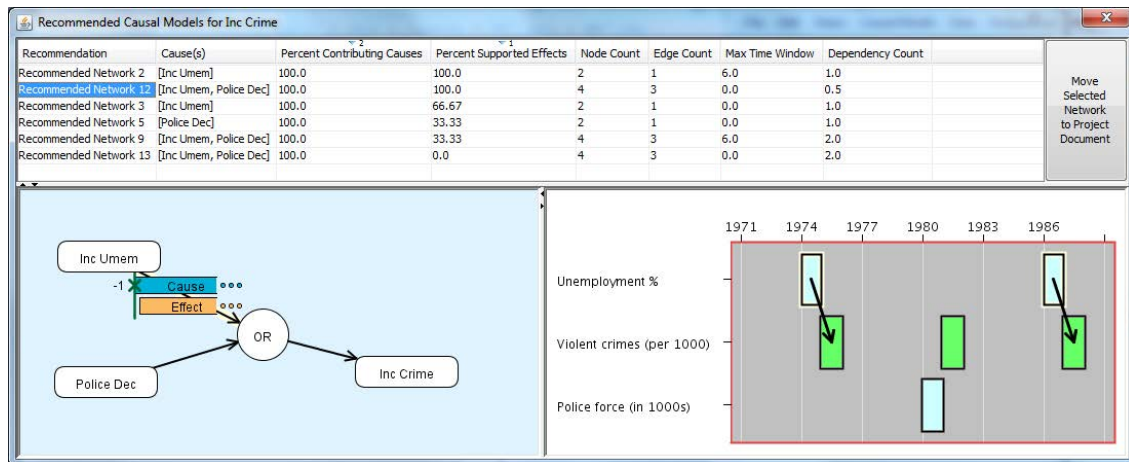 Recommended Causal Models for Inc Crime
2 1
Recommendation Cause(s) Percent Contributing Causes Percent Supported Effects Node Count Edge Count Max Time Window Dependency Count
Recommended Network 2 [Inc Umem] 100.0 100.0 2 1 6.0 1.0
Recommended Network 12 [Inc Umem, Police Dec] 100.0 100.0 4 3 0.0 0.5
Recommended Network 3 [Inc Umem] 100.0 66.67 2 1 0.0 1.0
Recommended Network 5 [Police Dec] 100.0 33.33 2 1 0.0 1.0
Recommended Network 9 [Inc Umem, Police Dec] 100.0 33.33 4 3 6.0 2.0
Recommended Network 13 [Inc Umem, Police Dec] 100.0 0.0 4 3 0.0 2.0
Move
Selected
Network
to Project
Document
Inc Umem
-1 Cause
Effect
OR
Police Dec
Inc Crime
1971 1974 1977 1980 1983 1986
Unemployment %
Violent crimes (per 1000)
Police force (in 1000s)